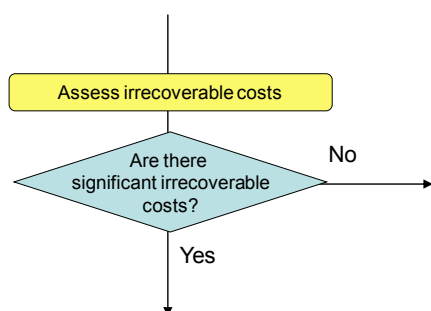 Assess irrecoverable costs
Are there
significant irrecoverable
costs?
No
Yes